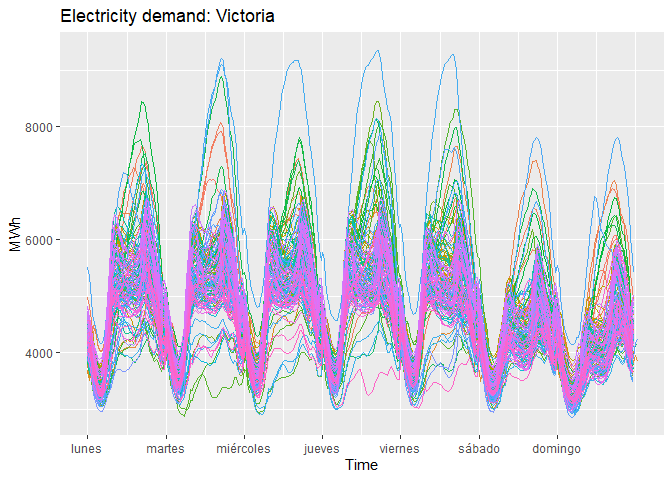 Electricity demand: Victoria
MWh
8000
6000
4000
lunes martes miércoles jueves viernes sábado domingo
Time